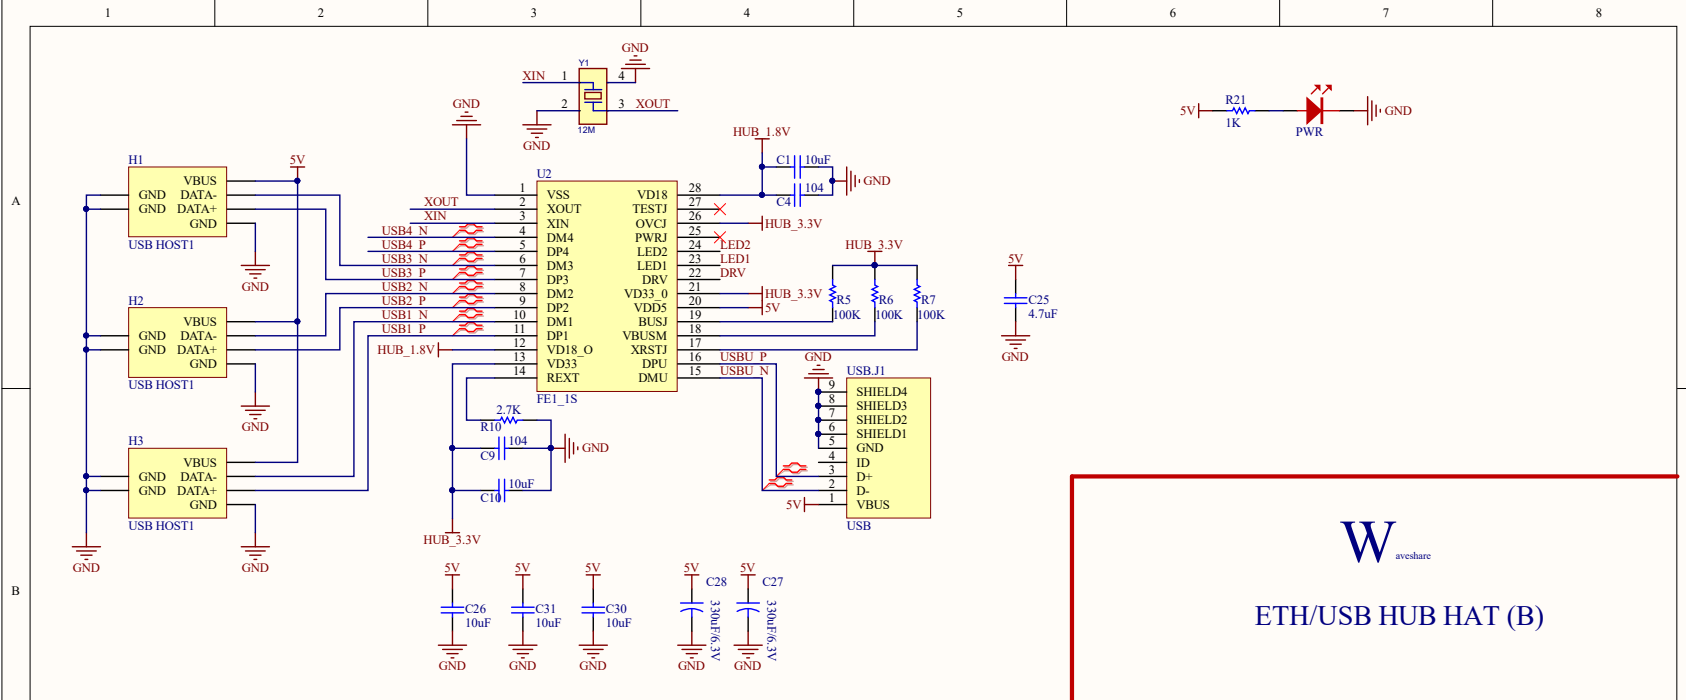 1 2 3 4 5 6 7 8
A
B
GND
Y1
XIN 1 4
2 3 XOUT
12M
GND
GND
5V R21 1K PWR GND
HUB_1.8V
C1 10uF
GND
C4 104
H1
VBUS
GND DATA-
GND DATA+
GND
USB HOST1
5V
GND
H2
VBUS
GND DATA-
GND DATA+
GND
USB HOST1
GND
H3
VBUS
GND DATA-
GND DATA+
GND
USB HOST1
GND
GND
U2
1 VSS VD18 28
XOUT 2 XOUT TESTJ 27
XIN 3 XIN OVCJ 26 HUB_3.3V
USB4_N 4 DM4 PWRJ 25
USB4_P 5 DP4 LED2 24 LED2
USB3_N 6 DM3 LED1 23 LED1
USB3_P 7 DP3 DRV 22 DRV
USB2_N 8 DM2 VD33_0 21 HUB_3.3V
USB2_P 9 DP2 VDD5 20 5V
USB1_N 10 DM1 BUSJ 19
USB1_P 11 DP1 VBUSM 18
HUB_1.8V 12 VD18_O XRSTJ 17
13 VD33 DPU 16 USBU_P
14 REXT DMU 15 USBU_N
FE1_1S
HUB_3.3V
R5 R6 R7
100K 100K 100K
5V
C25
4.7uF
GND
2.7K
R10
104
C9
GND
10uF
C10
HUB_3.3V
GND
USB.J1
9 SHIELD4
8 SHIELD3
7 SHIELD2
6 SHIELD1
5 GND
4 ID
3 D+
2 D-
5V 1 VBUS
USB
5V 5V 5V 5V 5V
C26 C31 C30 C28 C27
10uF 10uF 10uF 330uF/6.3V 330uF/6.3V
GND GND GND GND GND
Waveshare
ETH/USB HUB HAT (B)